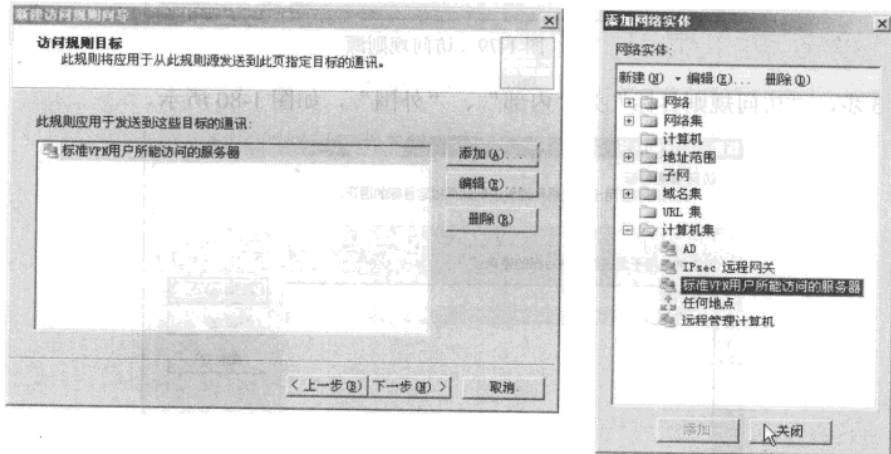 新建访问规则向导
访问规则目标
此规则将应用于从此规则源发送到此页指定目标的通讯。
此规则应用于发送到这些目标的通讯:
标准VPN用户所能访问的服务器
添加(A)...
编辑(E)...
删除(R)
< 上一步(B)
下一步(N) >
取消
添加网络实体
网络实体:
新建(N) 编辑(E)... 删除(D)
网络
网络集
计算机
地址范围
子网
域名集
URL 集
计算机集
AD
IPsec 远程网关
标准VPN用户所能访问的服务器
任何地点
远程管理计算机
添加
关闭